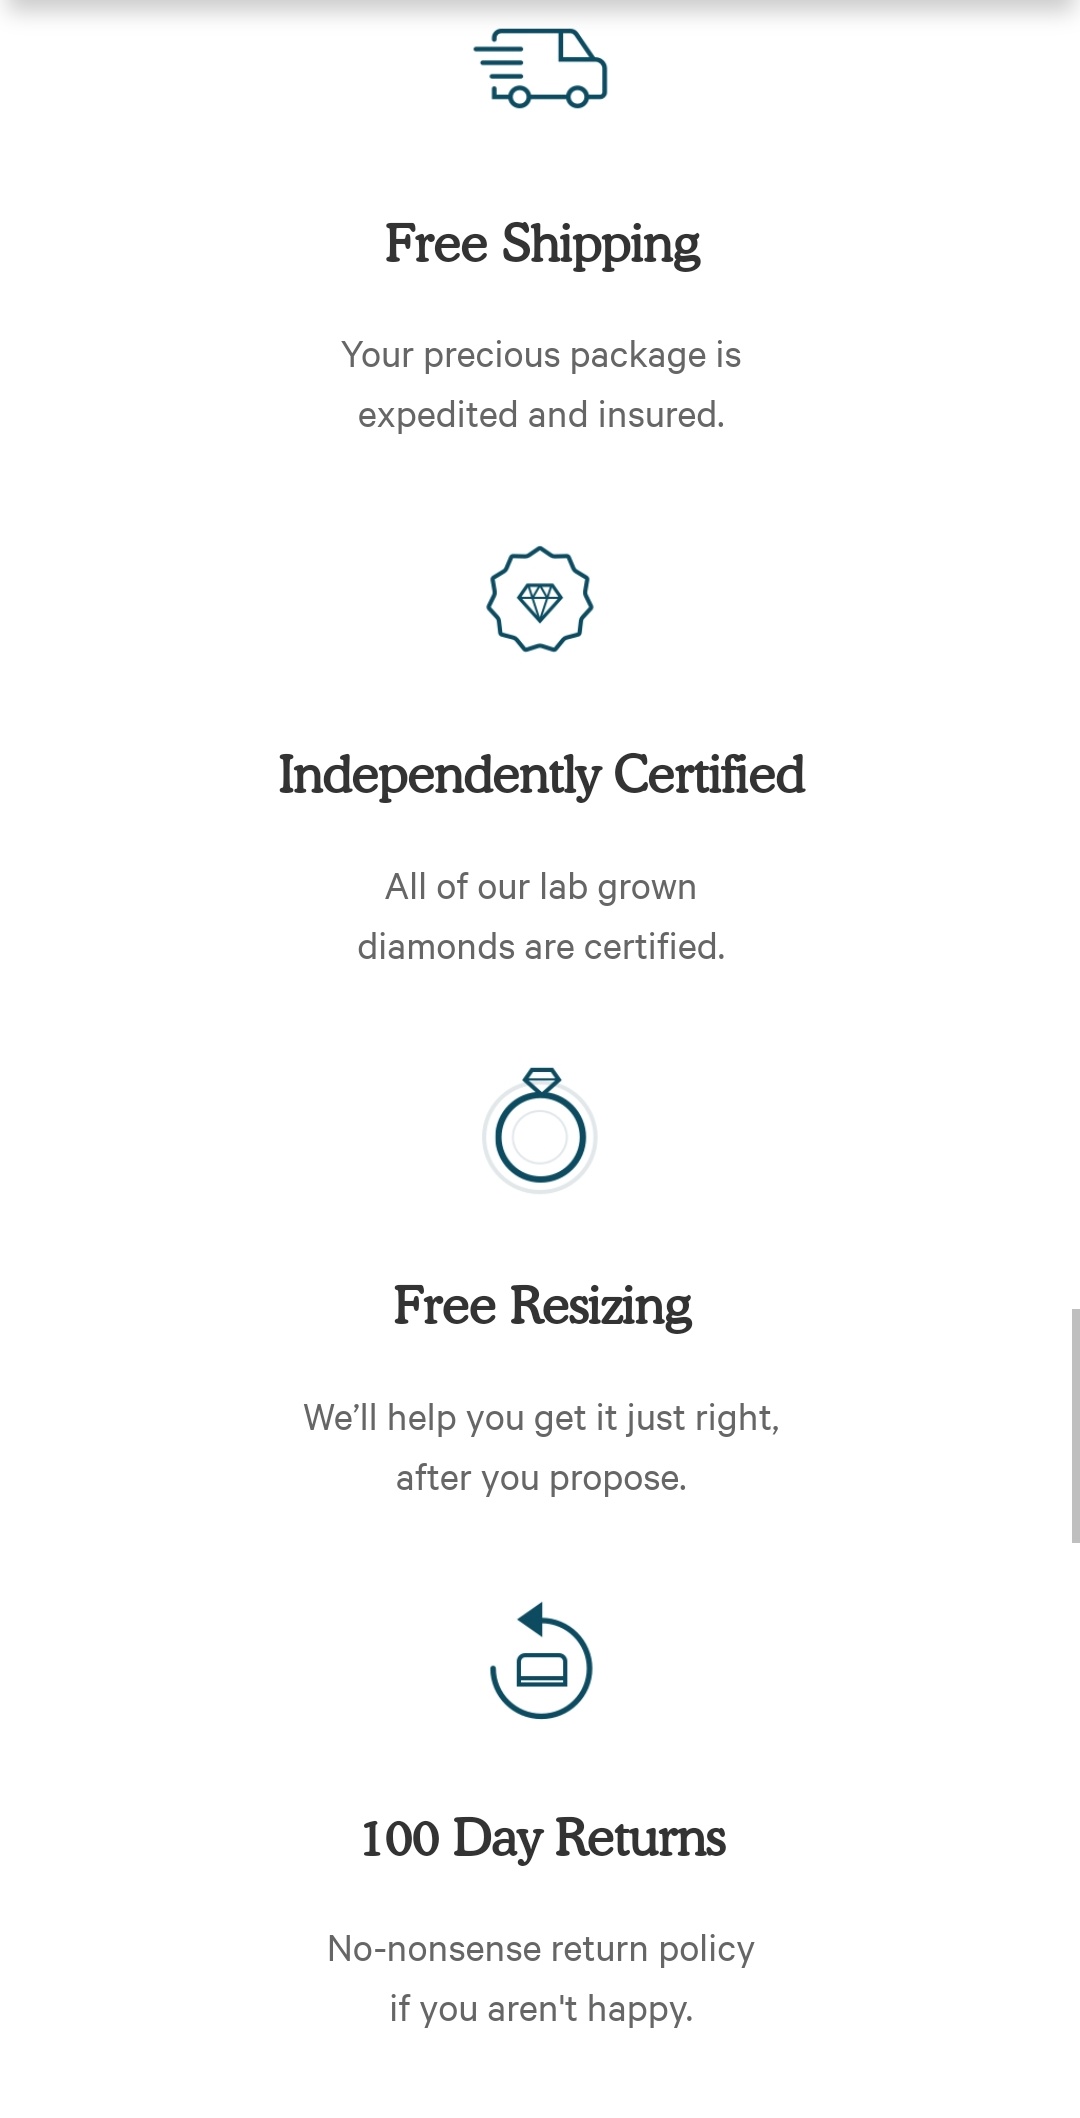 Free Shipping
Your precious package is
expedited and insured.
Independently Certified
All of our lab grown
diamonds are certified.
Free Resizing
We’ll help you get it just right,
after you propose.
100 Day Returns
No-nonsense return policy
if you aren't happy.